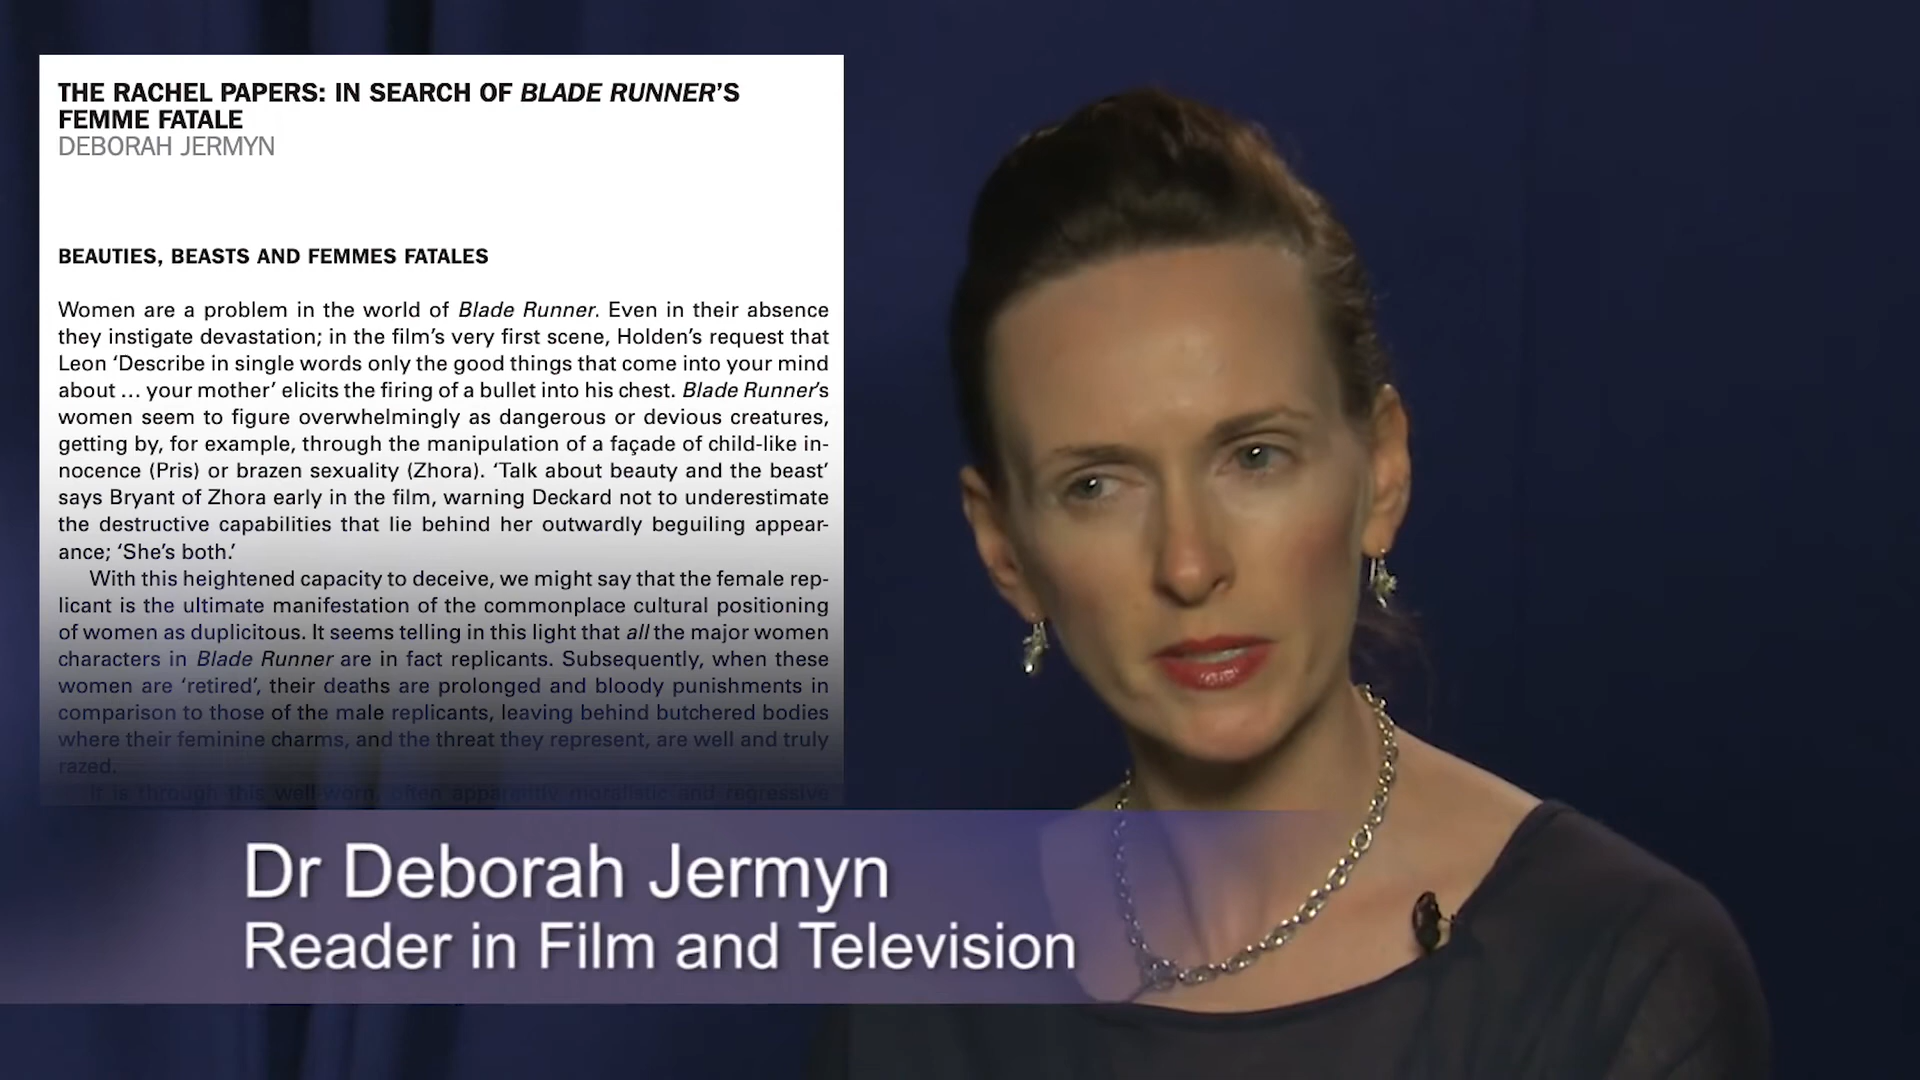 THE RACHEL PAPERS: IN SEARCH OF BLADE RUNNER'S
FEMME FATALE
DEBORAH JERMYN
BEAUTIES, BEASTS AND FEMMES FATALES
Women are a problem in the world of Blade Runner. Even in their absence
they instigate devastation; in the film's very first scene, Holden's request that
Leon ‘Describe in single words only the good things that come into your mind
about … your mother’ elicits the firing of a bullet into his chest. Blade Runner's
women seem to figure overwhelmingly as dangerous or devious creatures,
getting by, for example, through the manipulation of a façade of child-like in-
nocence (Pris) or brazen sexuality (Zhora). ‘Talk about beauty and the beast’
says Bryant of Zhora early in the film, warning Deckard not to underestimate
the destructive capabilities that lie behind her outwardly beguiling appear-
ance; ‘She's both.’
With this heightened capacity to deceive, we might say that the female rep-
licant is the ultimate manifestation of the commonplace cultural positioning
of women as duplicitous. It seems telling in this light that all the major women
characters in Blade Runner are in fact replicants. Subsequently, when these
women are ‘retired’, their deaths are prolonged and bloody punishments in
comparison to those of the male replicants, leaving behind butchered bodies
where their feminine charms, and the threat they represent, are well and truly
razed.
It is through this well-worn, often apparently moralistic and regressive
Dr Deborah Jermyn
Reader in Film and Television